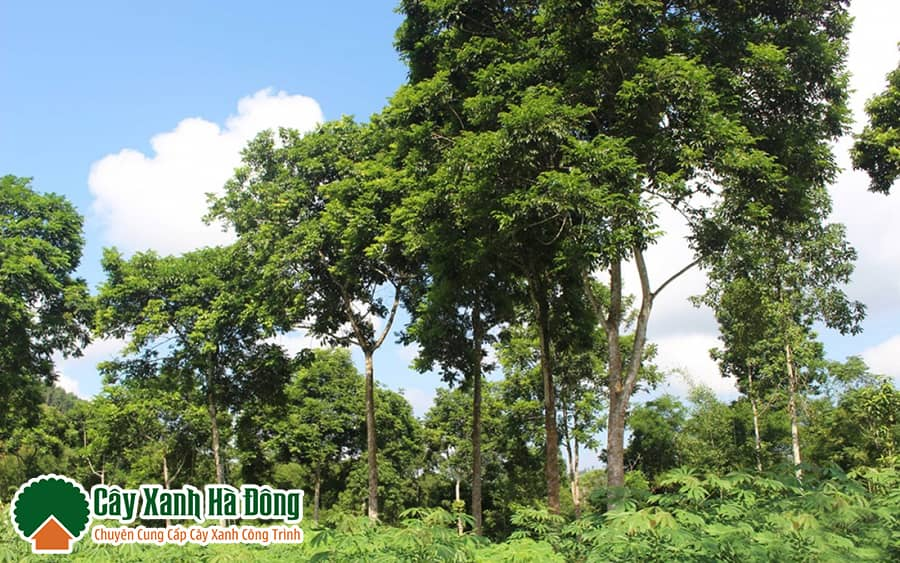 Cây Xanh Hà Đông
Chuyên Cung Cấp Cây Xanh Công Trình